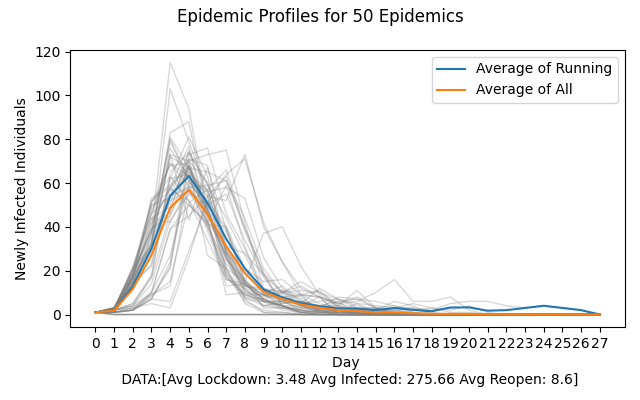 Epidemic Profiles for 50 Epidemics
120
100
80
60
40
20
0
Newly Infected Individuals
Average of Running
Average of All
0 1 2 3 4 5 6 7 8 9 10 11 12 13 14 15 16 17 18 19 20 21 22 23 24 25 26 27
Day
DATA:[Avg Lockdown: 3.48 Avg Infected: 275.66 Avg Reopen: 8.6]